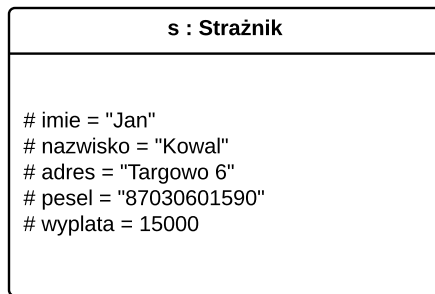 s : Strażnik
# imie = "Jan"
# nazwisko = "Kowal"
# adres = "Targowo 6"
# pesel = "87030601590"
# wyplata = 15000